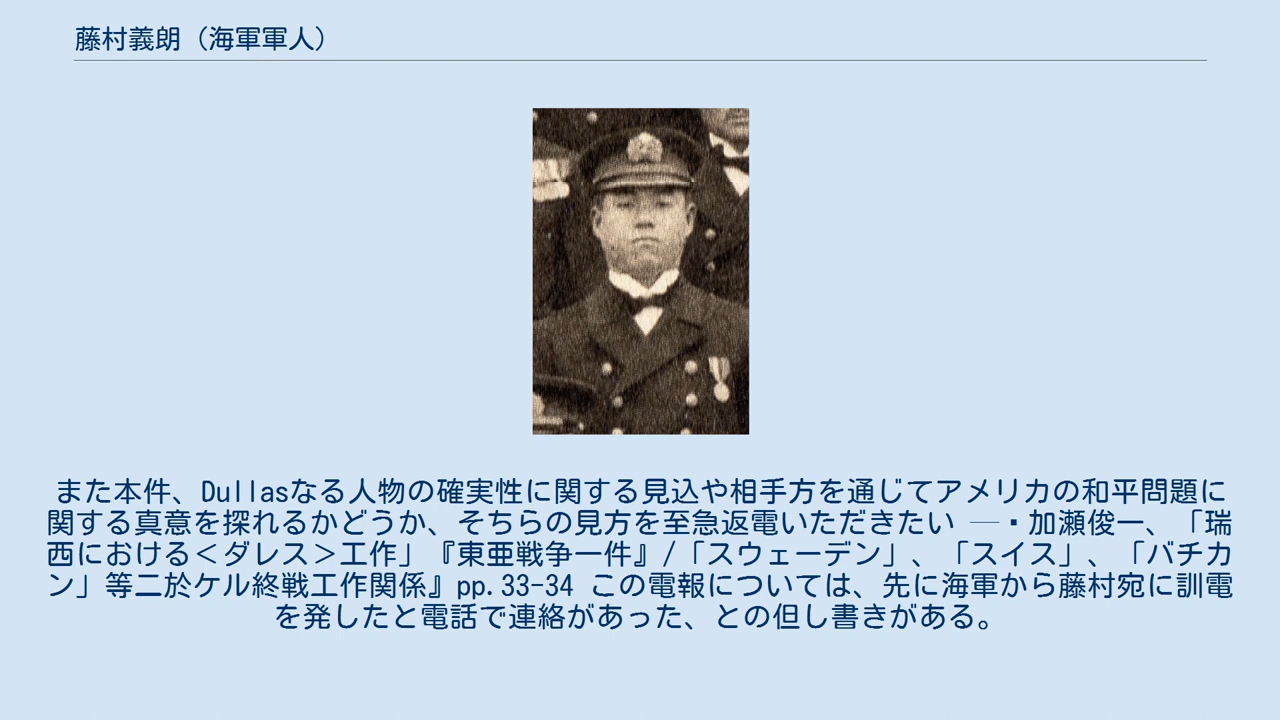 藤村義朗（海軍軍人）
また本件、Dullasなる人物の確実性に関する見込や相手方を通じてアメリカの和平問題に
関する真意を探れるかどうか、そちらの見方を至急返電いただきたい ―・加瀬俊一、「瑞
西における＜ダレス＞工作」『東亜戦争一件』/「スウェーデン」、「スイス」、「バチカ
ン」等二於ケル終戦工作関係』pp.33-34 この電報については、先に海軍から藤村宛に訓電
を発したと電話で連絡があった、との但し書きがある。